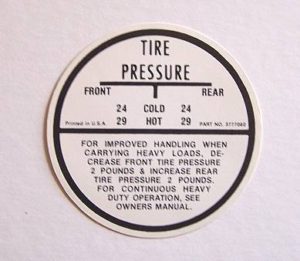 TIRE
PRESSURE
FRONT REAR
24 COLD 24
29 HOT 29
Printed in U.S.A. PART NO.
FOR IMPROVED HANDLING WHEN
CARRYING HEAVY LOADS, DE-
CREASE FRONT TIRE PRESSURE
2 POUNDS & INCREASE REAR
TIRE PRESSURE 2 POUNDS.
FOR CONTINUOUS HEAVY
DUTY OPERATION, SEE
OWNERS MANUAL.